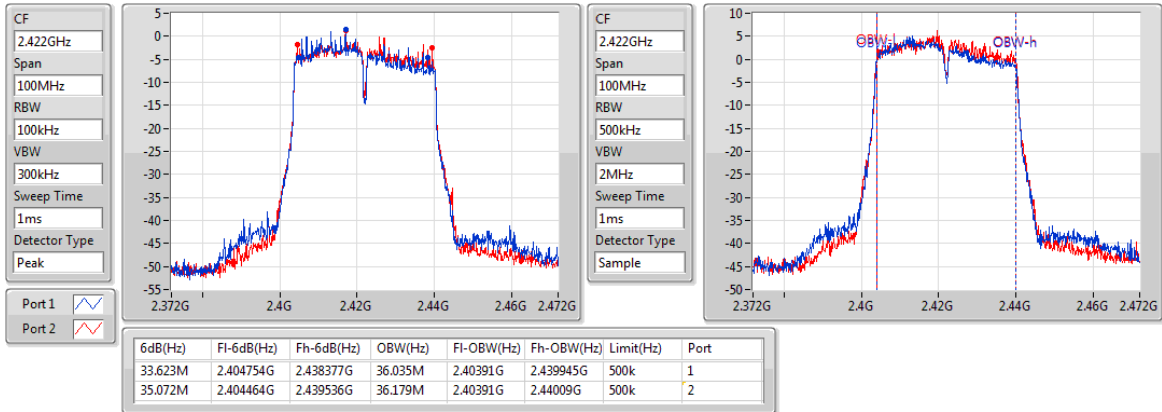 CF
2.422GHz
Span
100MHz
RBW
100kHz
VBW
300kHz
Sweep Time
1ms
Detector Type
Peak
Port 1
Port 2
5
0
-5
-10
-15
-20
-25
-30
-35
-40
-45
-50
-55
2.372G 2.4G 2.42G 2.44G 2.46G 2.472G
CF
2.422GHz
Span
100MHz
RBW
500kHz
VBW
2MHz
Sweep Time
1ms
Detector Type
Sample
10
5
0
-5
-10
-15
-20
-25
-30
-35
-40
-45
-50
OBW-l OBW-h
2.372G 2.4G 2.42G 2.44G 2.46G 2.472G
6dB(Hz) Fl-6dB(Hz) Fh-6dB(Hz) OBW(Hz) Fl-OBW(Hz) Fh-OBW(Hz) Limit(Hz) Port
33.623M 2.404754G 2.438377G 36.035M 2.40391G 2.439945G 500k 1
35.072M 2.404464G 2.439536G 36.179M 2.40391G 2.44009G 500k 2